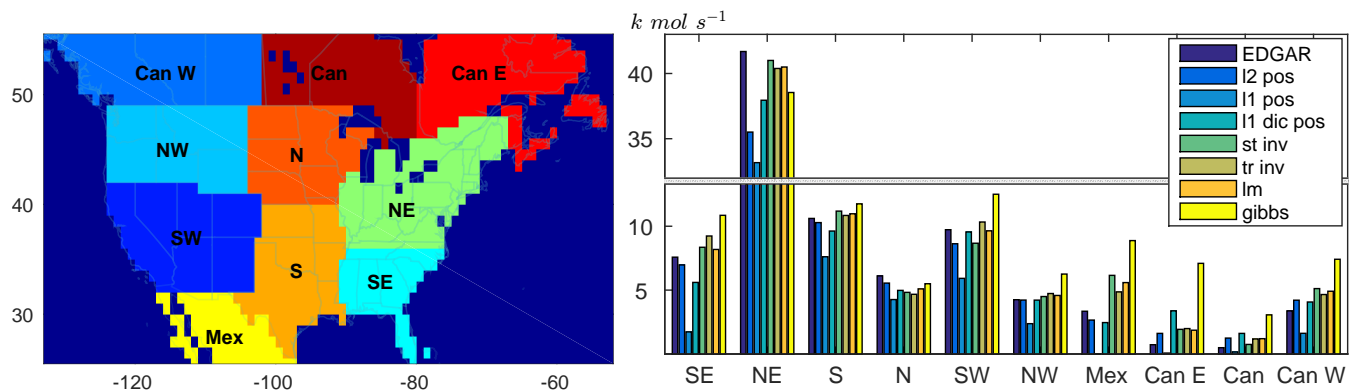 k mol s⁻¹
50
40
30
-120
-100
-80
-60
Can W
Can
Can E
NW
N
NE
SW
S
SE
Mex
40
35
10
5
EDGAR
l2 pos
l1 pos
l1 dic pos
st inv
tr inv
lm
gibbs
SE
NE
S
N
SW
NW
Mex
Can E
Can
Can W